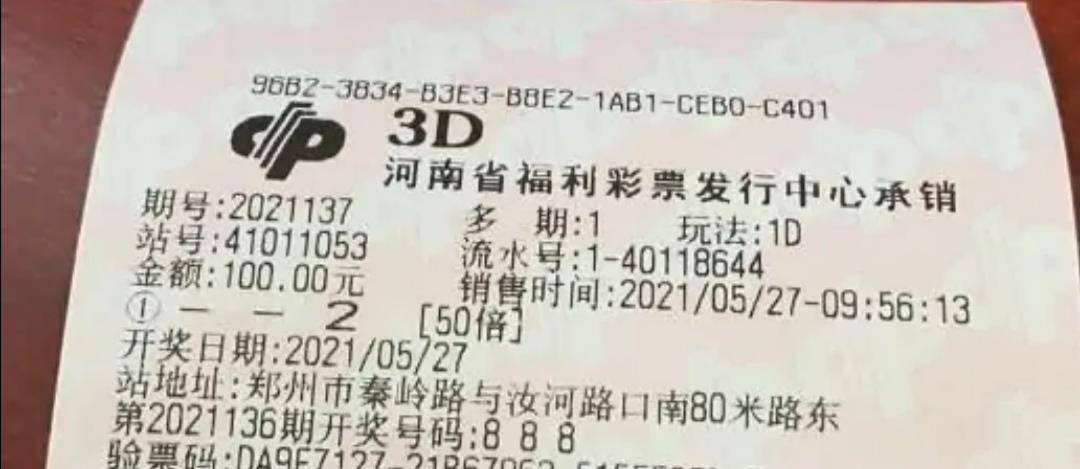 96B2-3834-B3E3-B8E2-1AB1-CEB0-C401
3D
河南省福利彩票发行中心承销
期号:2021137 多 期:1 玩法:1D
站号:41011053 流水号:1-40118644
金额:100.00元 销售时间:2021/05/27-09:56:13
① — — 2 [50倍]
开奖日期:2021/05/27
站地址:郑州市秦岭路与汝河路口南80米路东
第2021136期开奖号码:8 8 8
验票码:DA9F7127-